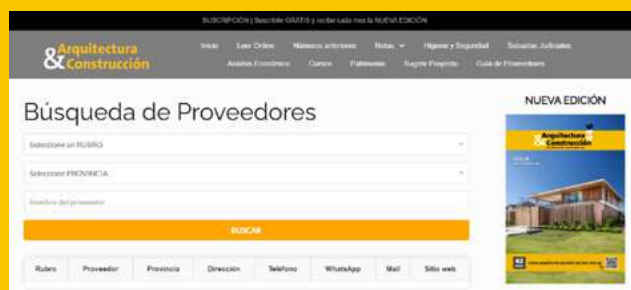 SUSCRIPCIÓN | Suscribite GRATIS y recibe cada mes la NUEVA EDICIÓN
Arquitectura
& Construcción
Inicio Leer Online Números anteriores Notas Higiene y Seguridad Subastas Judiciales
Análisis Económico Cursos Patrimonio Sugerir Proyecto Guía de Proveedores
Búsqueda de Proveedores
Seleccione un RUBRO
Seleccione PROVINCIA
Nombre del proveedor
BUSCAR
Rubro Proveedor Provincia Dirección Teléfono WhatsApp Mail Sitio web
NUEVA EDICIÓN
Arquitectura
& Construcción